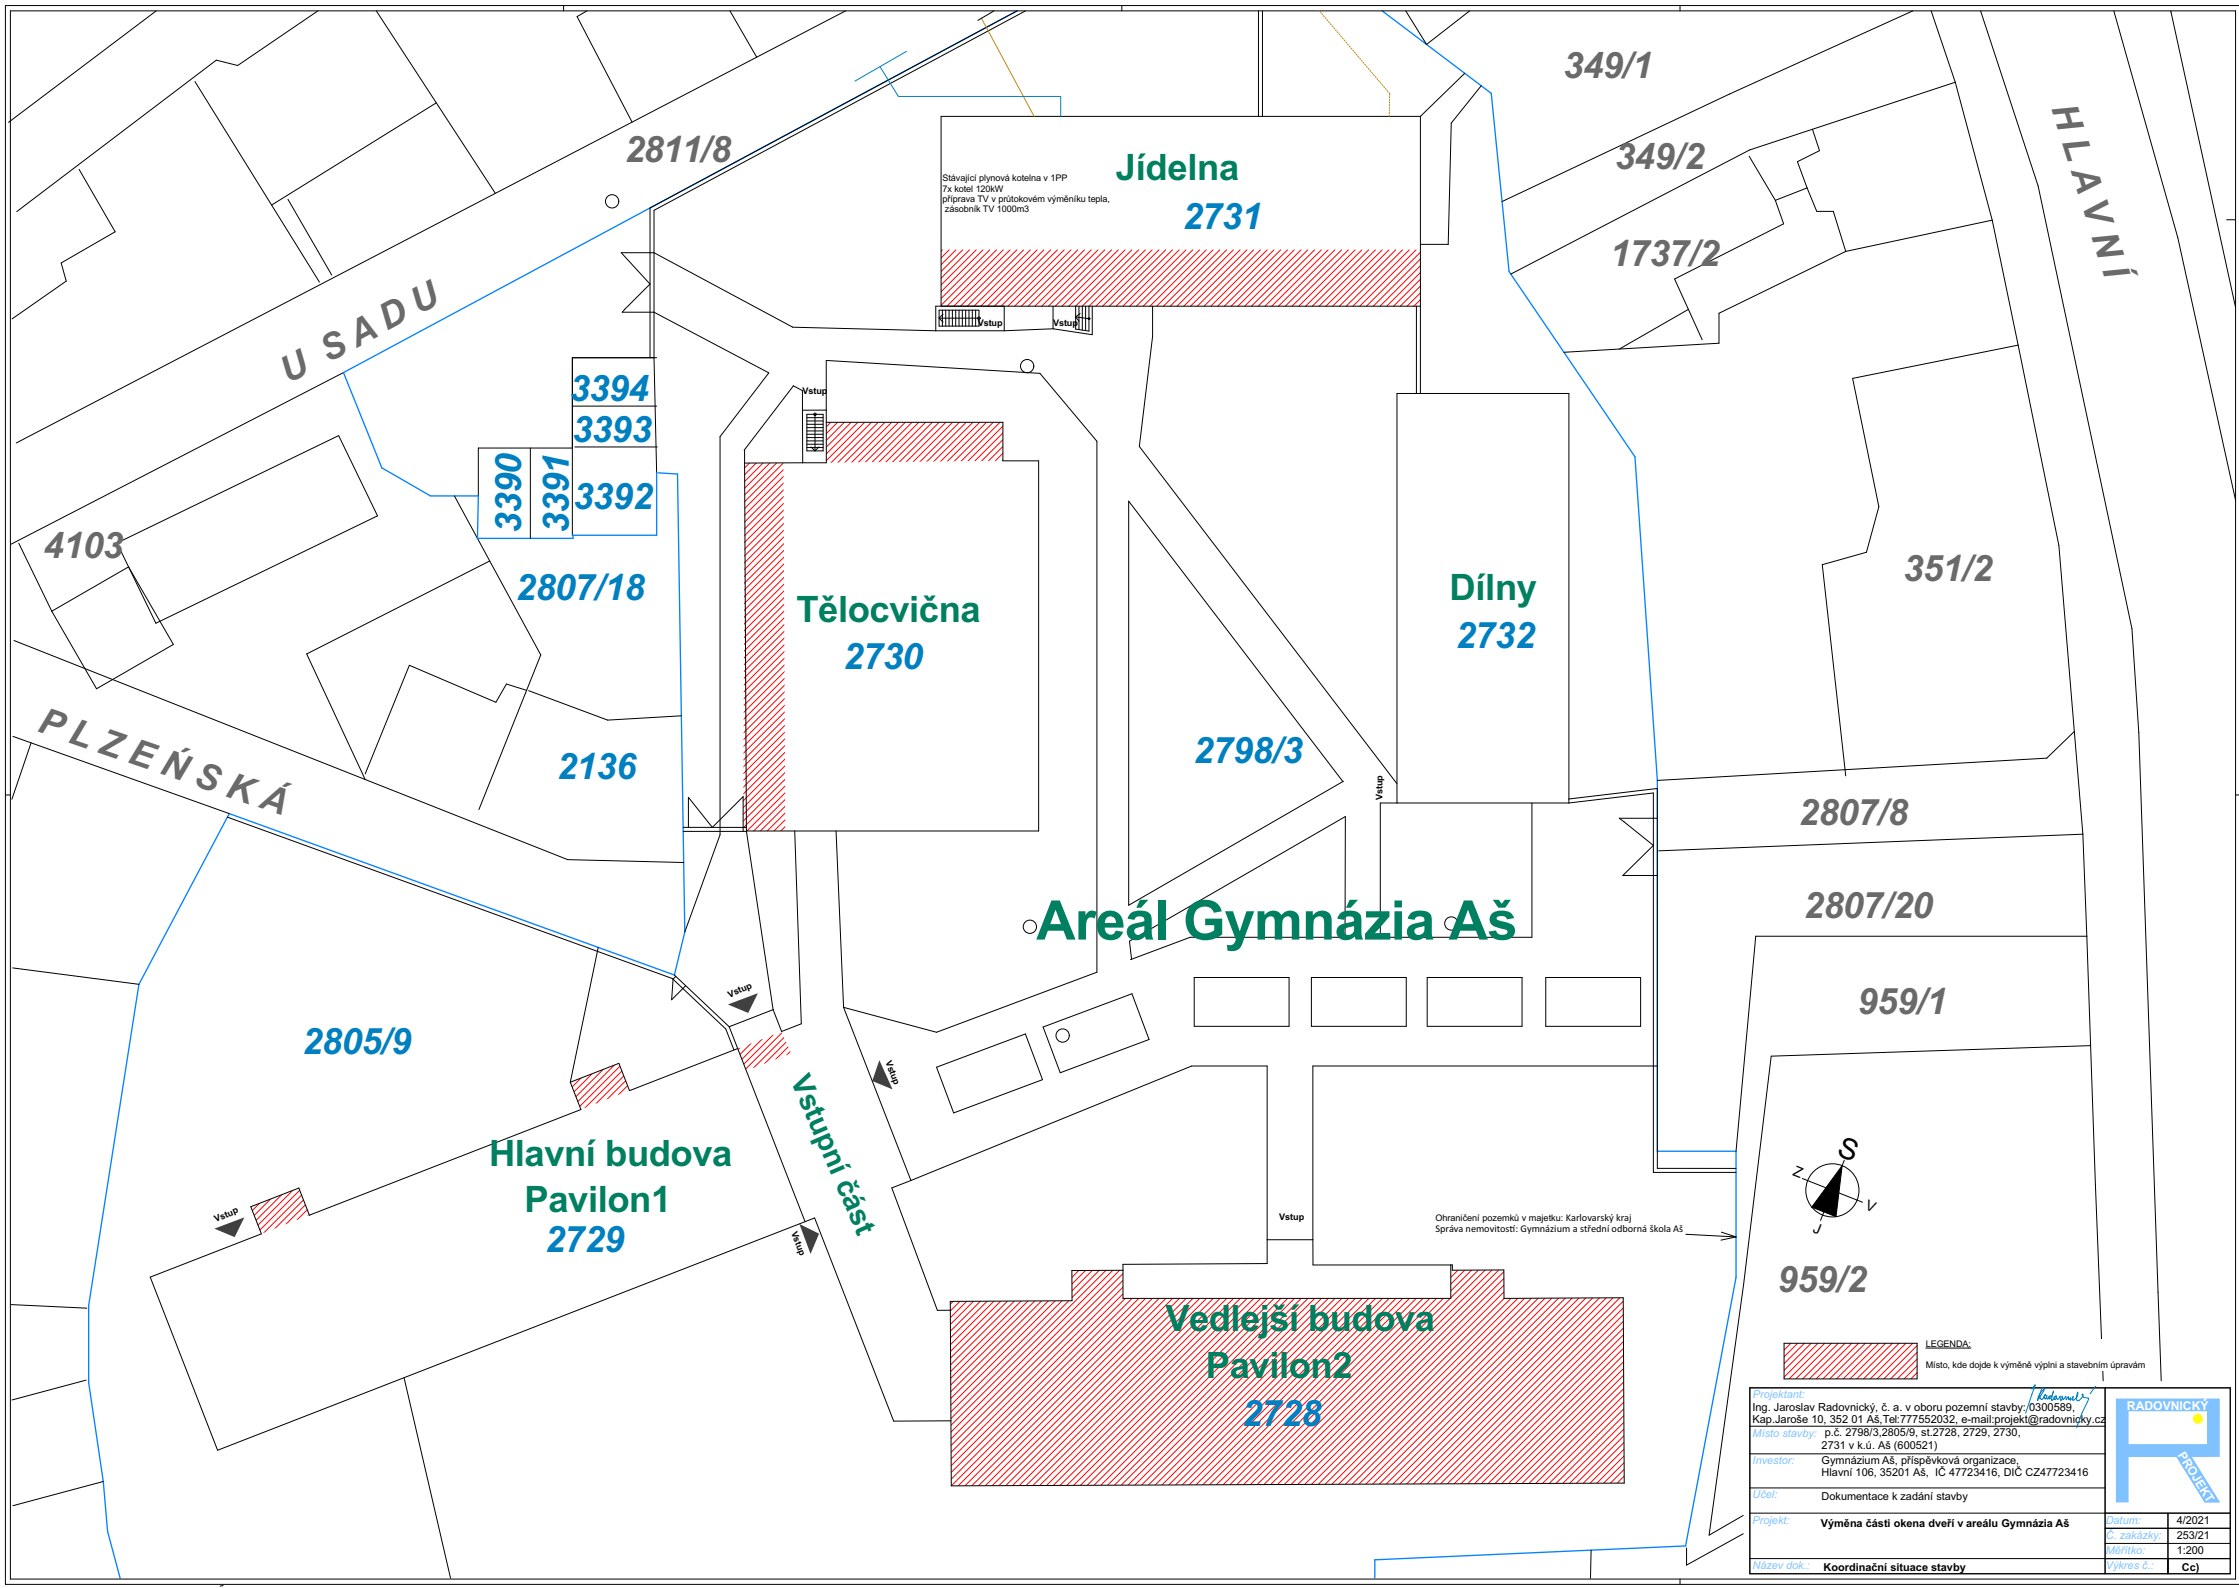 349/1
HLAVNÍ
2811/8
349/2
Jídelna
2731
Stávající plynová kotelna v 1PP
7x kotel 120kW
příprava TV v průtokovém výměníku tepla,
zásobník TV 1000m3
1737/2
U SADU
Vstup
Vstup
Vstup
3394
3393
3390
3391
3392
4103
2807/18
351/2
Tělocvična
2730
Dílny
2732
PLZEŃSKÁ
2136
2798/3
Vstup
2807/8
2807/20
Areál Gymnázia Aš
959/1
Vstup
2805/9
Vstup
Vstupní část
Hlavní budova
Pavilon1
2729
Vstup
Vstup
Vstup
S
Z
V
J
Ohraničení pozemků v majetku: Karlovarský kraj
Správa nemovitostí: Gymnázium a střední odborná škola Aš
959/2
Vedlejší budova
Pavilon2
2728
LEGENDA:
Místo, kde dojde k výměně výplní a stavebním úpravám
Projektant:
Ing. Jaroslav Radovnický, č. a. v oboru pozemní stavby: 0300589,
Kap.Jaroše 10, 352 01 Aš,Tel:777552032, e-mail:projekt@radovnicky.cz
Místo stavby: p.č. 2798/3,2805/9, st.2728, 2729, 2730,
2731 v k.ú. Aš (600521)
Investor: Gymnázium Aš, příspěvková organizace,
Hlavní 106, 35201 Aš, IČ 47723416, DIČ CZ47723416
Účel: Dokumentace k zadání stavby
Projekt: Výměna části okena dveří v areálu Gymnázia Aš
Název dok.: Koordinační situace stavby
RADOVNICKÝ
PROJEKT
Datum: 4/2021
Č. zakázky: 253/21
Měřítko: 1:200
Výkres č.: Cc)